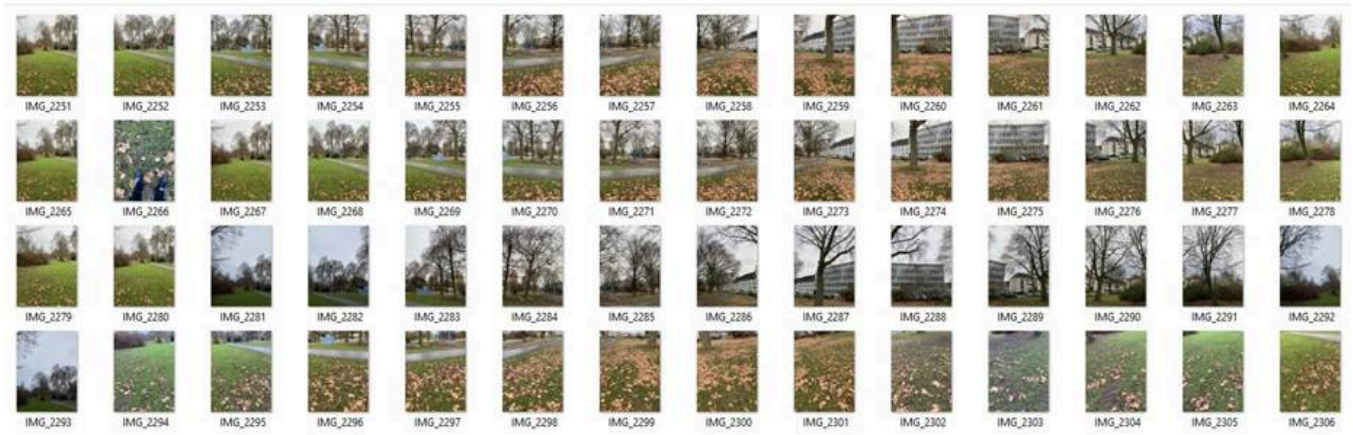 IMG_2251 IMG_2252 IMG_2253 IMG_2254 IMG_2255 IMG_2256 IMG_2257 IMG_2258 IMG_2259 IMG_2260 IMG_2261 IMG_2262 IMG_2263 IMG_2264
IMG_2265 IMG_2266 IMG_2267 IMG_2268 IMG_2269 IMG_2270 IMG_2271 IMG_2272 IMG_2273 IMG_2274 IMG_2275 IMG_2276 IMG_2277 IMG_2278
IMG_2279 IMG_2280 IMG_2281 IMG_2282 IMG_2283 IMG_2284 IMG_2285 IMG_2286 IMG_2287 IMG_2288 IMG_2289 IMG_2290 IMG_2291 IMG_2292
IMG_2293 IMG_2294 IMG_2295 IMG_2296 IMG_2297 IMG_2298 IMG_2299 IMG_2300 IMG_2301 IMG_2302 IMG_2303 IMG_2304 IMG_2305 IMG_2306